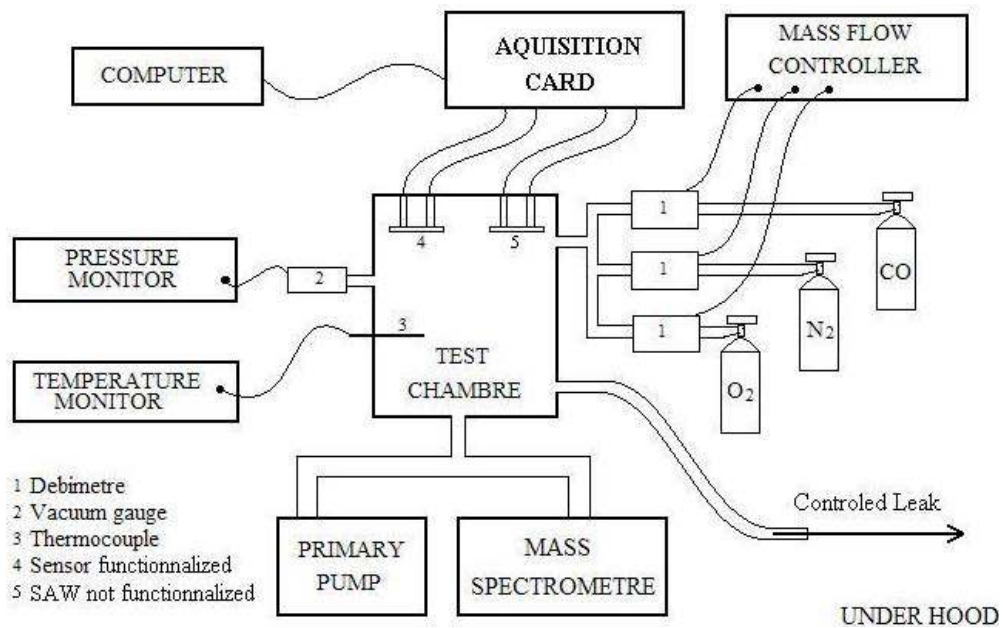 COMPUTER
AQUISITION
CARD
MASS FLOW
CONTROLLER
PRESSURE
MONITOR
2
4
5
1
1
1
CO
N2
O2
TEMPERATURE
MONITOR
3
TEST
CHAMBRE
1 Debimetre
2 Vacuum gauge
3 Thermocouple
4 Sensor functionnalized
5 SAW not functionnalized
PRIMARY
PUMP
MASS
SPECTROMETRE
Controled Leak
UNDER HOOD